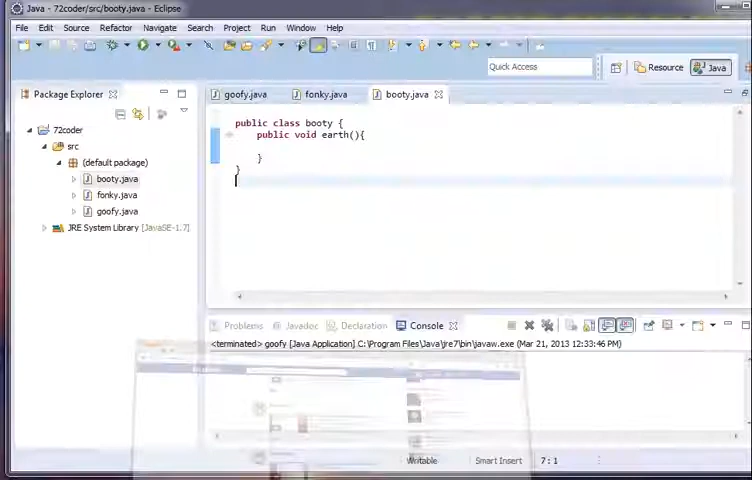 Java - 72coder/src/booty.java - Eclipse
File Edit Source Refactor Navigate Search Project Run Window Help
Quick Access
Resource
Java
Package Explorer
goofy.java
fonky.java
booty.java
72coder
src
(default package)
booty.java
fonky.java
goofy.java
JRE System Library [JavaSE-1.7]
public class booty {
public void earth(){
}
}
Problems
Javadoc
Declaration
Console
<terminated> goofy [Java Application] C:\Program Files\Java\jre7\bin\javaw.exe (Mar 21, 2013 12:33:46 PM)
Writable
Smart Insert
7 : 1